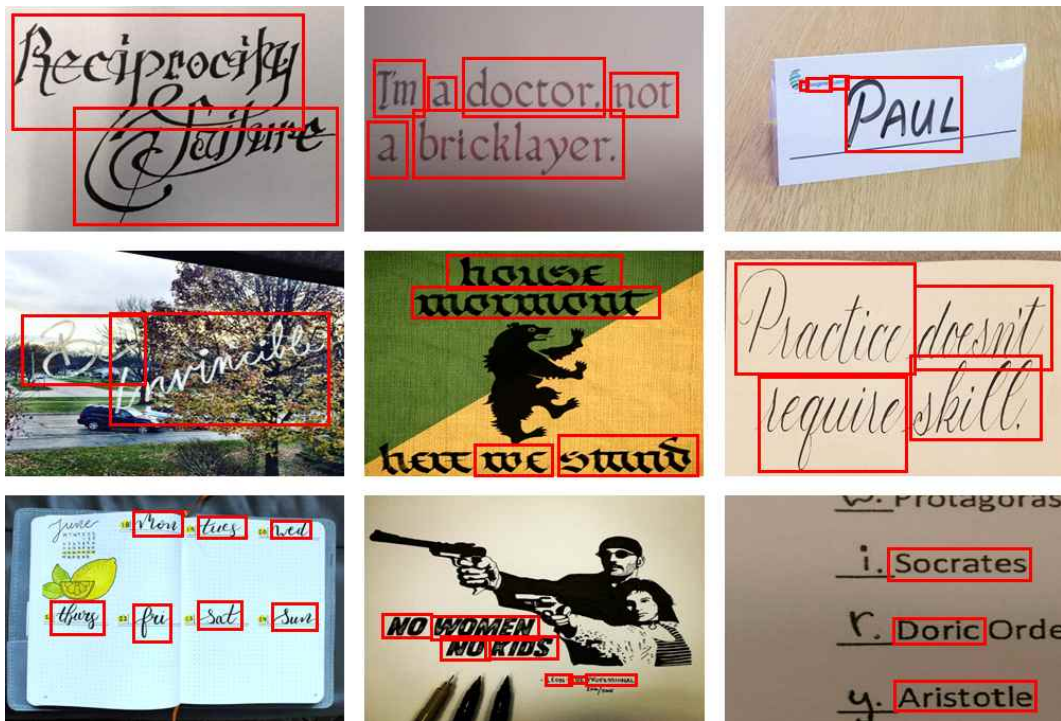 Reciprocity
& Failure
I'm a doctor, not
a bricklayer.
PAUL
Be
Invincible
house
mormont
here we stand
Practice doesn't
require skill.
June
mon tues wed
thurs fri sat sun
NO WOMEN
NO KIDS
Protagoras
i. Socrates
r. Doric Orde
y. Aristotle